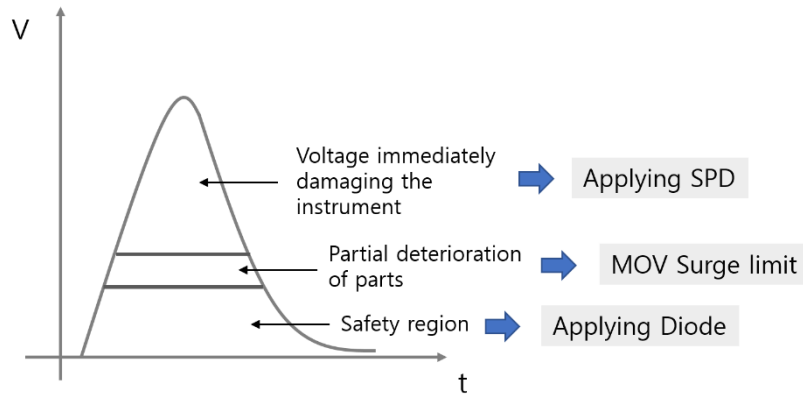 V
Voltage immediately
damaging the
instrument
Applying SPD
Partial deterioration
of parts
MOV Surge limit
Safety region
Applying Diode
t